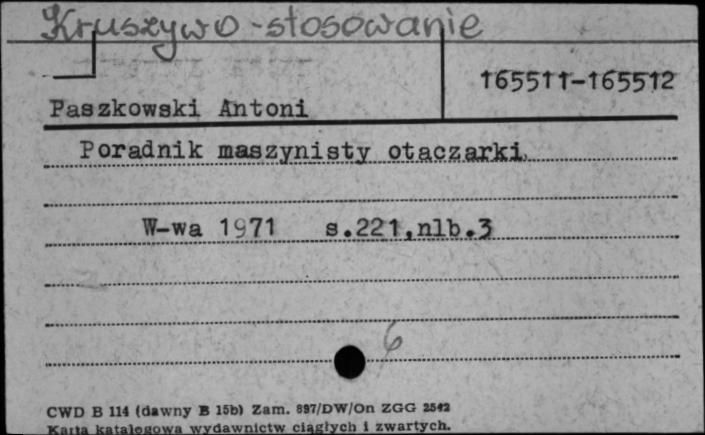 Kruszywo - stosowanie
165511-165512
Paszkowski Antoni
Poradnik maszynisty otaczarki
W-wa 1971 s.221,nlb.3
6
CWD B 114 (dawny B 15b) Zam. 897/DW/On ZGG 2542
Karta katalogowa wydawnictw ciągłych i zwartych.